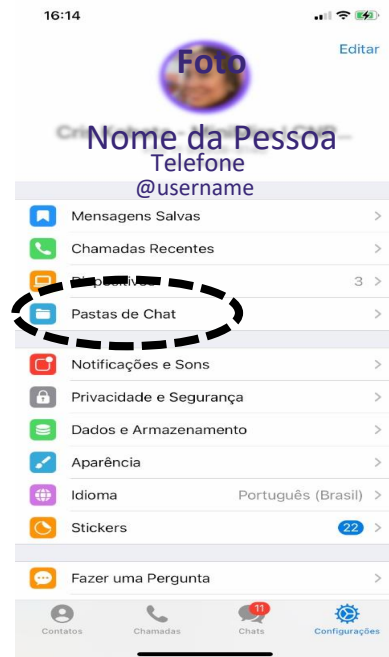 16:14
Editar
Foto
Nome da Pessoa
Telefone
@username
Mensagens Salvas
Chamadas Recentes
Dispositivos 3
Pastas de Chat
Notificações e Sons
Privacidade e Segurança
Dados e Armazenamento
Aparência
Idioma Português (Brasil)
Stickers 22
Fazer uma Pergunta
11
Contatos Chamadas Chats Configurações